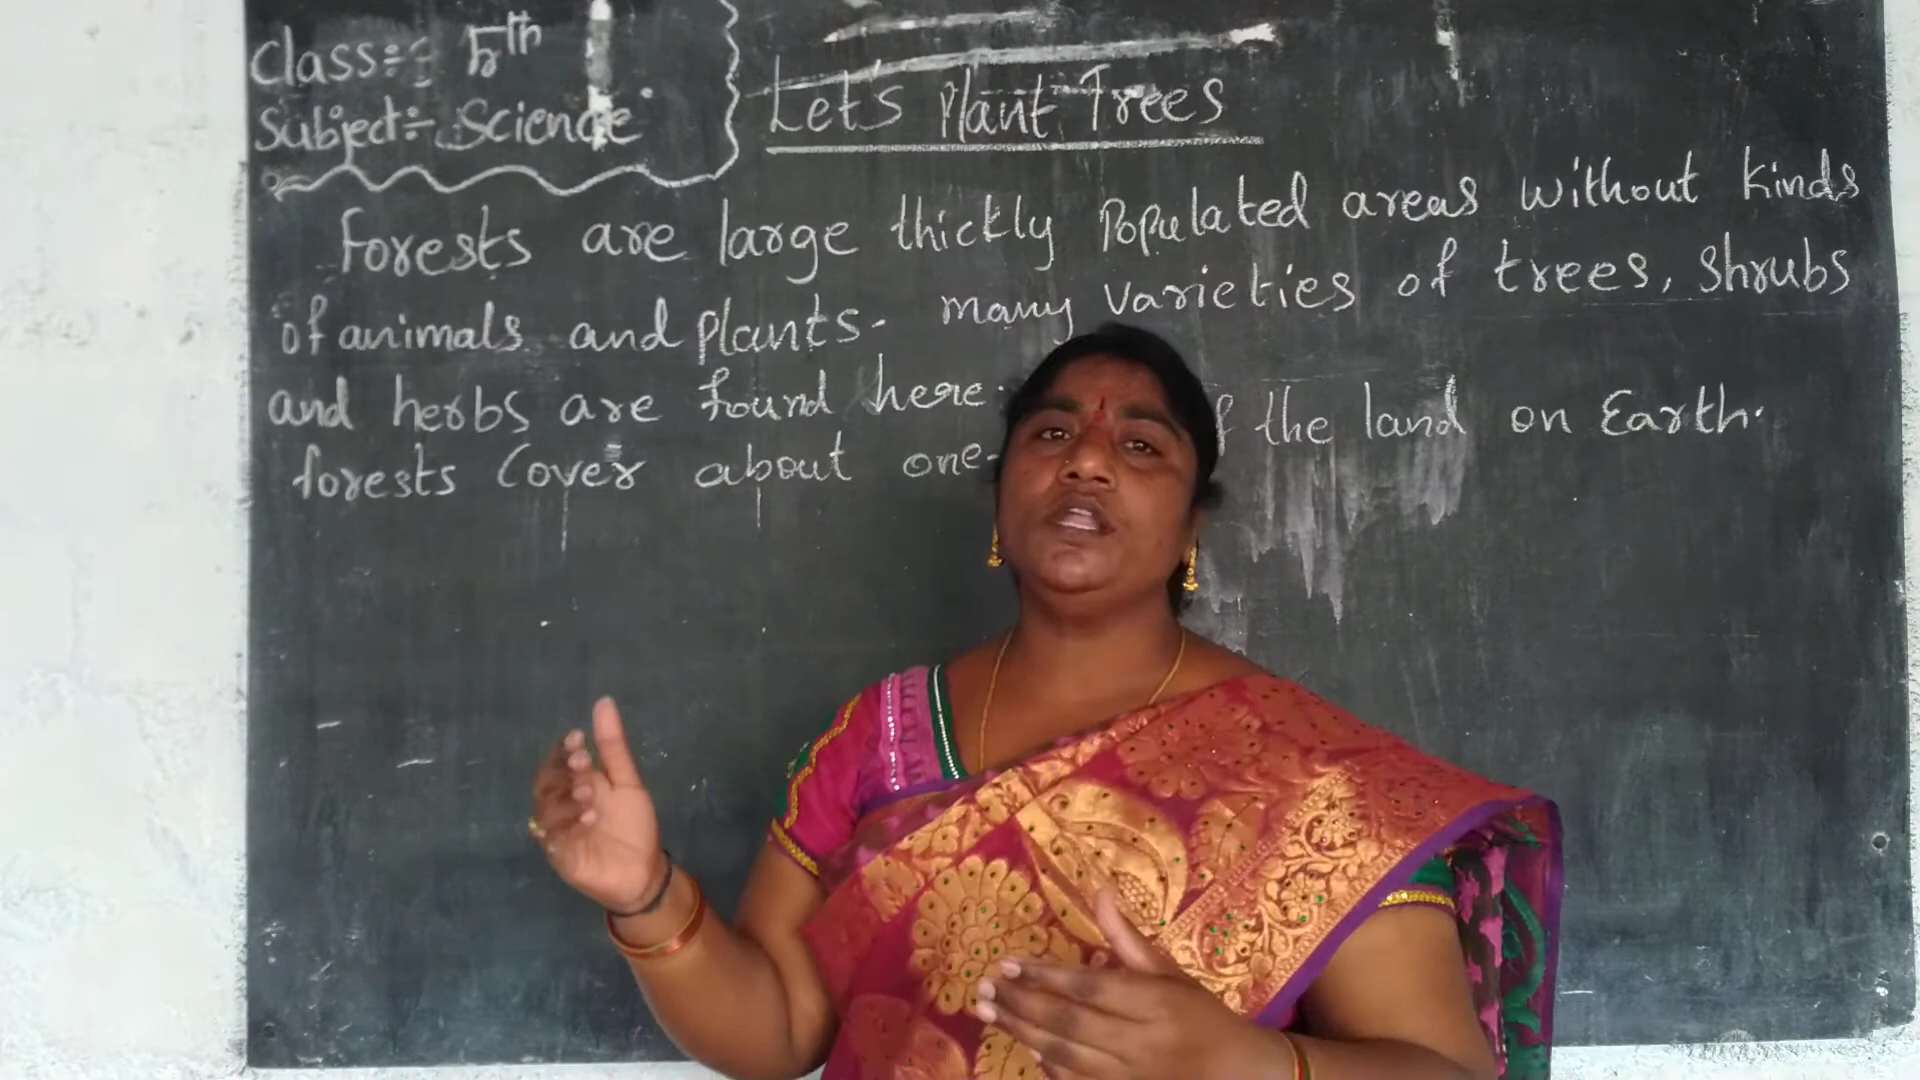 Class:- 5th
Subject:- Science
Let's Plant Trees
Forests are large thickly Populated areas without kinds
of animals and plants. many varieties of trees, shrubs
and herbs are found here.
forests cover about one- of the land on Earth.